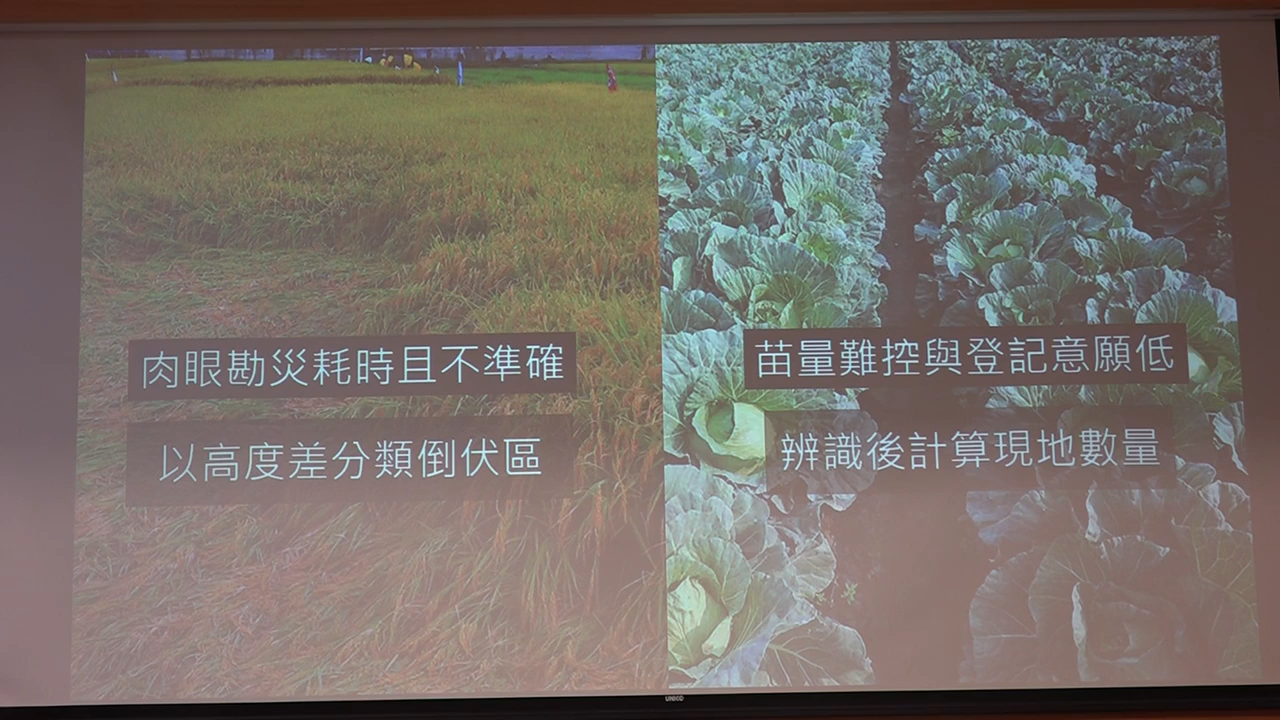 肉眼勘災耗時且不準確
以高度差分類倒伏區
苗量難控與登記意願低
辨識後計算現地數量
UNICO